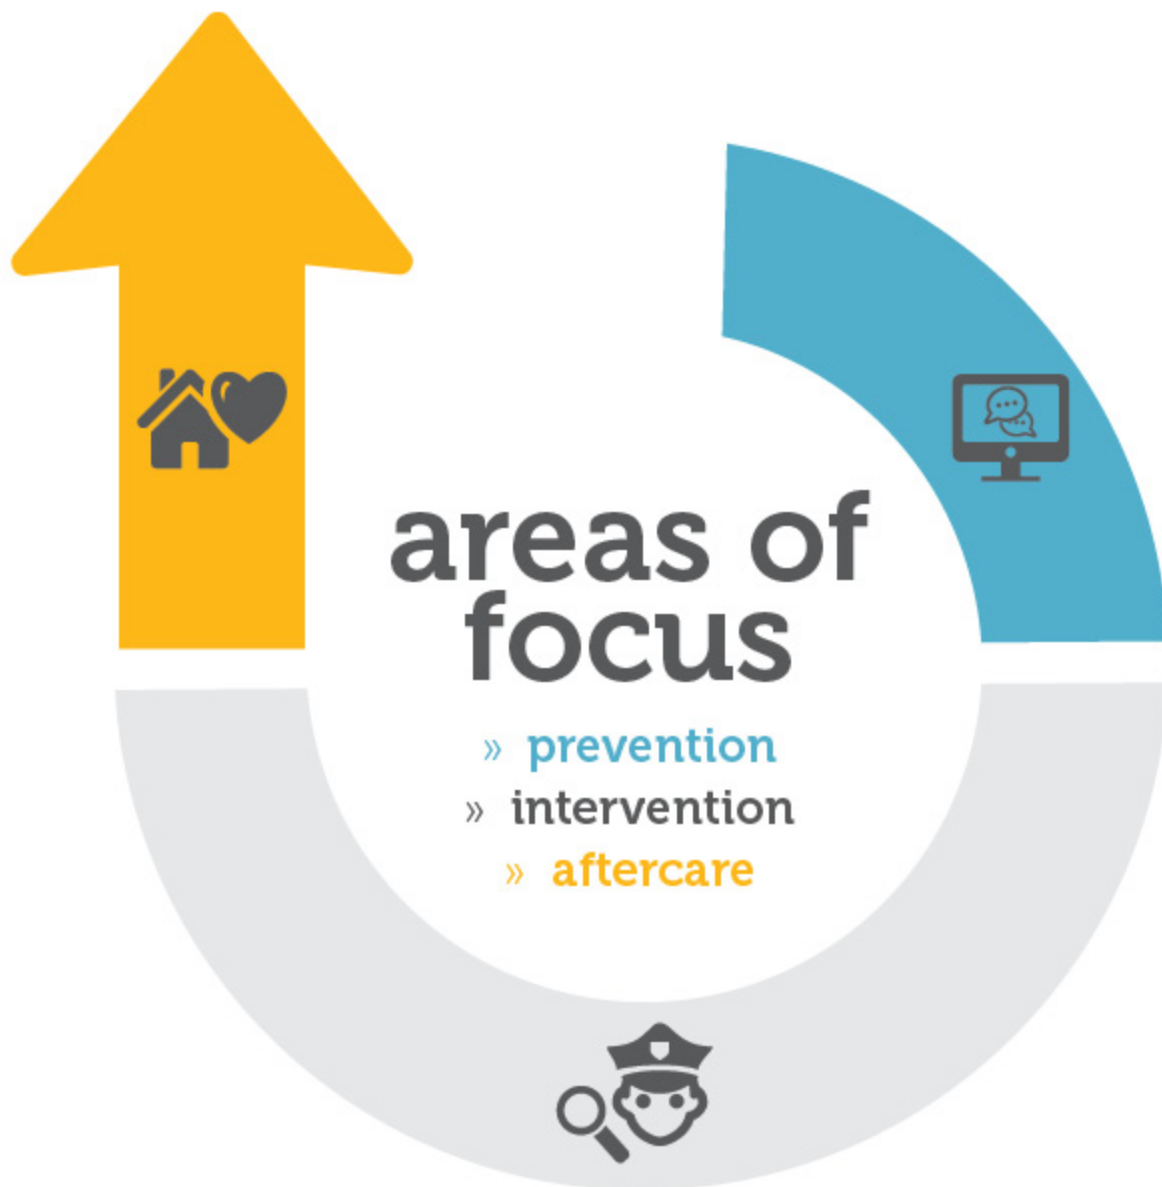 areas of
focus
» prevention
» intervention
» aftercare